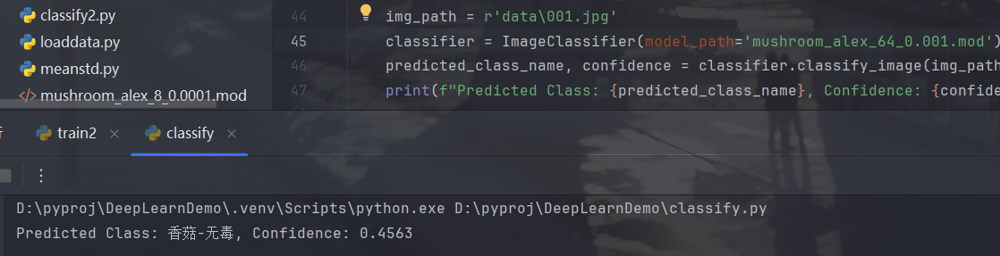 classify2.py
loaddata.py
meanstd.py
mushroom_alex_8_0.0001.mod
44 img_path = r'data\001.jpg'
45 classifier = ImageClassifier(model_path='mushroom_alex_64_0.001.mod')
46 predicted_class_name, confidence = classifier.classify_image(img_path
47 print(f"Predicted Class: {predicted_class_name}, Confidence: {confide
train2 × classify ×
D:\pyproj\DeepLearnDemo\.venv\Scripts\python.exe D:\pyproj\DeepLearnDemo\classify.py
Predicted Class: 香菇-无毒, Confidence: 0.4563